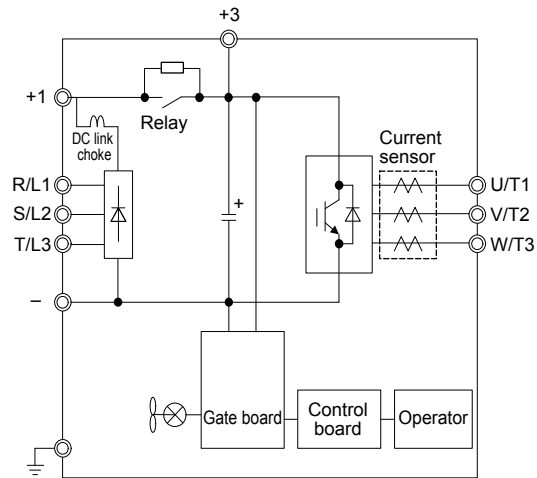 +3
+1
Relay
DC link
choke
Current
sensor
R/L1
S/L2
T/L3
U/T1
V/T2
W/T3
+
–
Gate board
Control
board
Operator